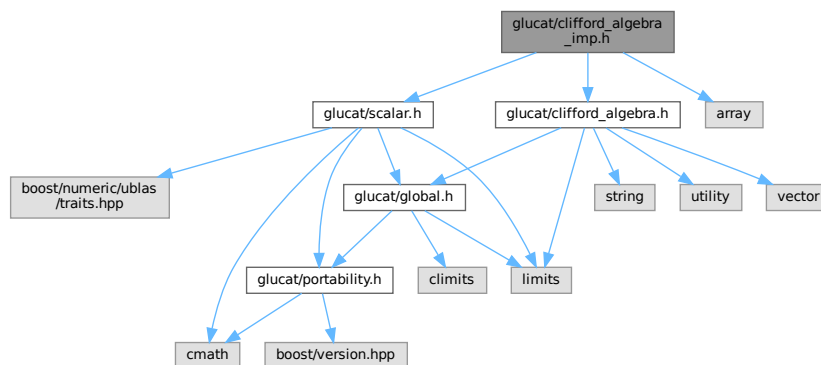 glucat/clifford_algebra
_imp.h
glucat/scalar.h
glucat/clifford_algebra.h
array
boost/numeric/ublas
/traits.hpp
glucat/global.h
string
utility
vector
glucat/portability.h
climits
limits
cmath
boost/version.hpp